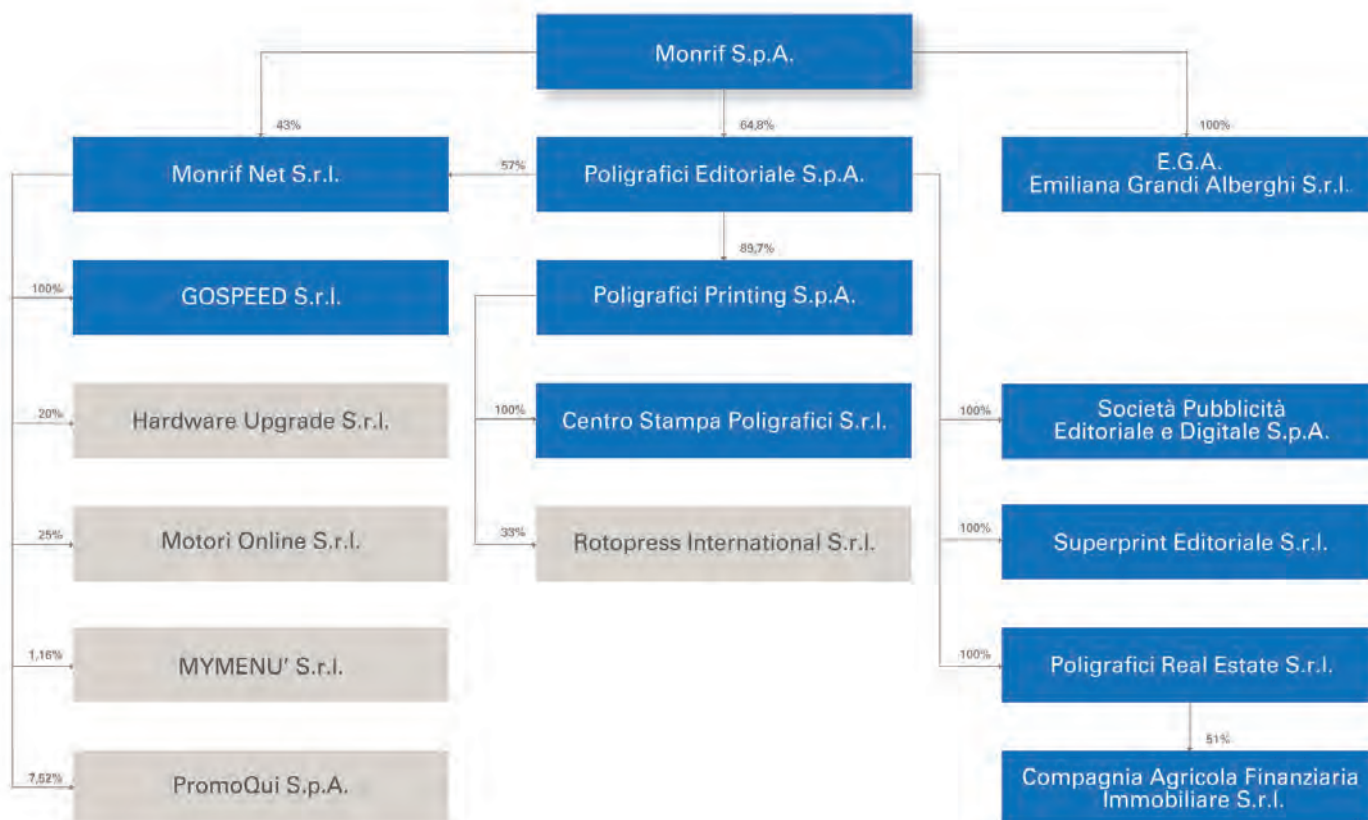 Monrif S.p.A.
43%
64,8%
100%
Monrif Net S.r.l.
57%
Poligrafici Editoriale S.p.A.
E.G.A.
Emiliana Grandi Alberghi S.r.l.
89,7%
100%
GOSPEED S.r.l.
Poligrafici Printing S.p.A.
20%
Hardware Upgrade S.r.l.
100%
Centro Stampa Poligrafici S.r.l.
100%
Società Pubblicità
Editoriale e Digitale S.p.A.
25%
Motori Online S.r.l.
33%
Rotopress International S.r.l.
100%
Superprint Editoriale S.r.l.
1,16%
MYMENU’ S.r.l.
100%
Poligrafici Real Estate S.r.l.
51%
7,52%
PromoQui S.p.A.
Compagnia Agricola Finanziaria
Immobiliare S.r.l.